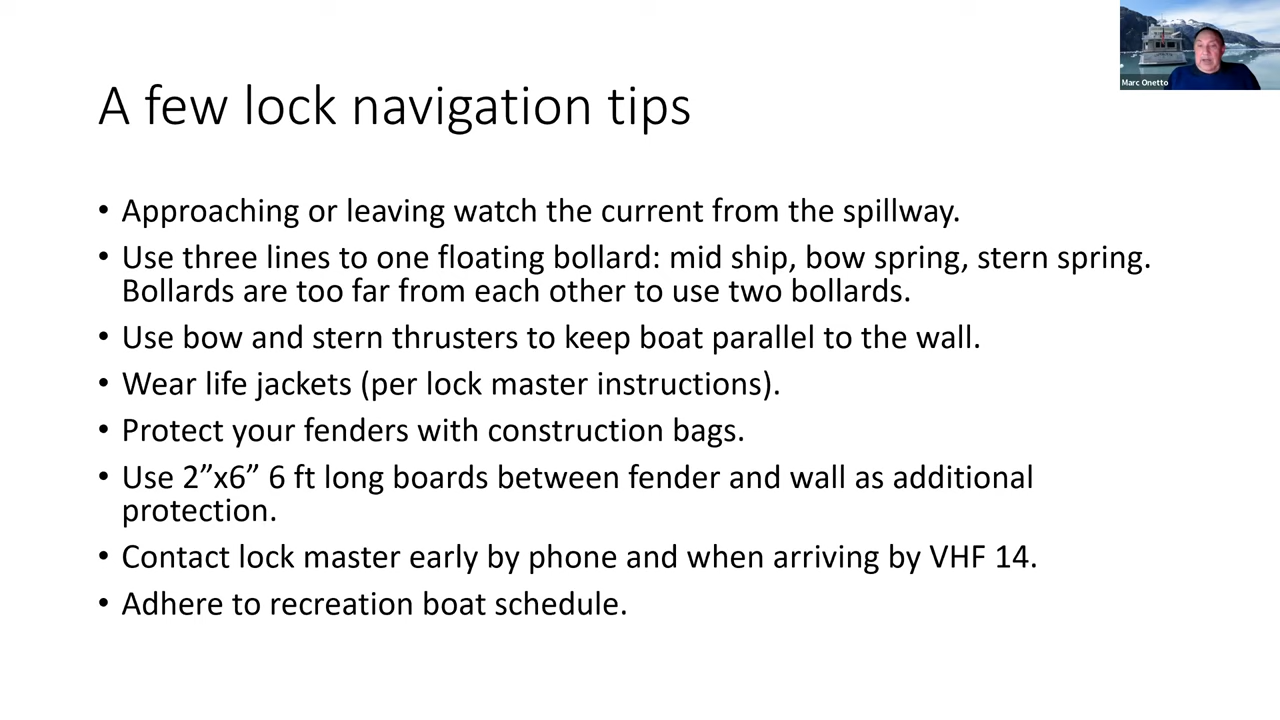 Marc Onetto
A few lock navigation tips
• Approaching or leaving watch the current from the spillway.
• Use three lines to one floating bollard: mid ship, bow spring, stern spring.
Bollards are too far from each other to use two bollards.
• Use bow and stern thrusters to keep boat parallel to the wall.
• Wear life jackets (per lock master instructions).
• Protect your fenders with construction bags.
• Use 2”x6” 6 ft long boards between fender and wall as additional
protection.
• Contact lock master early by phone and when arriving by VHF 14.
• Adhere to recreation boat schedule.